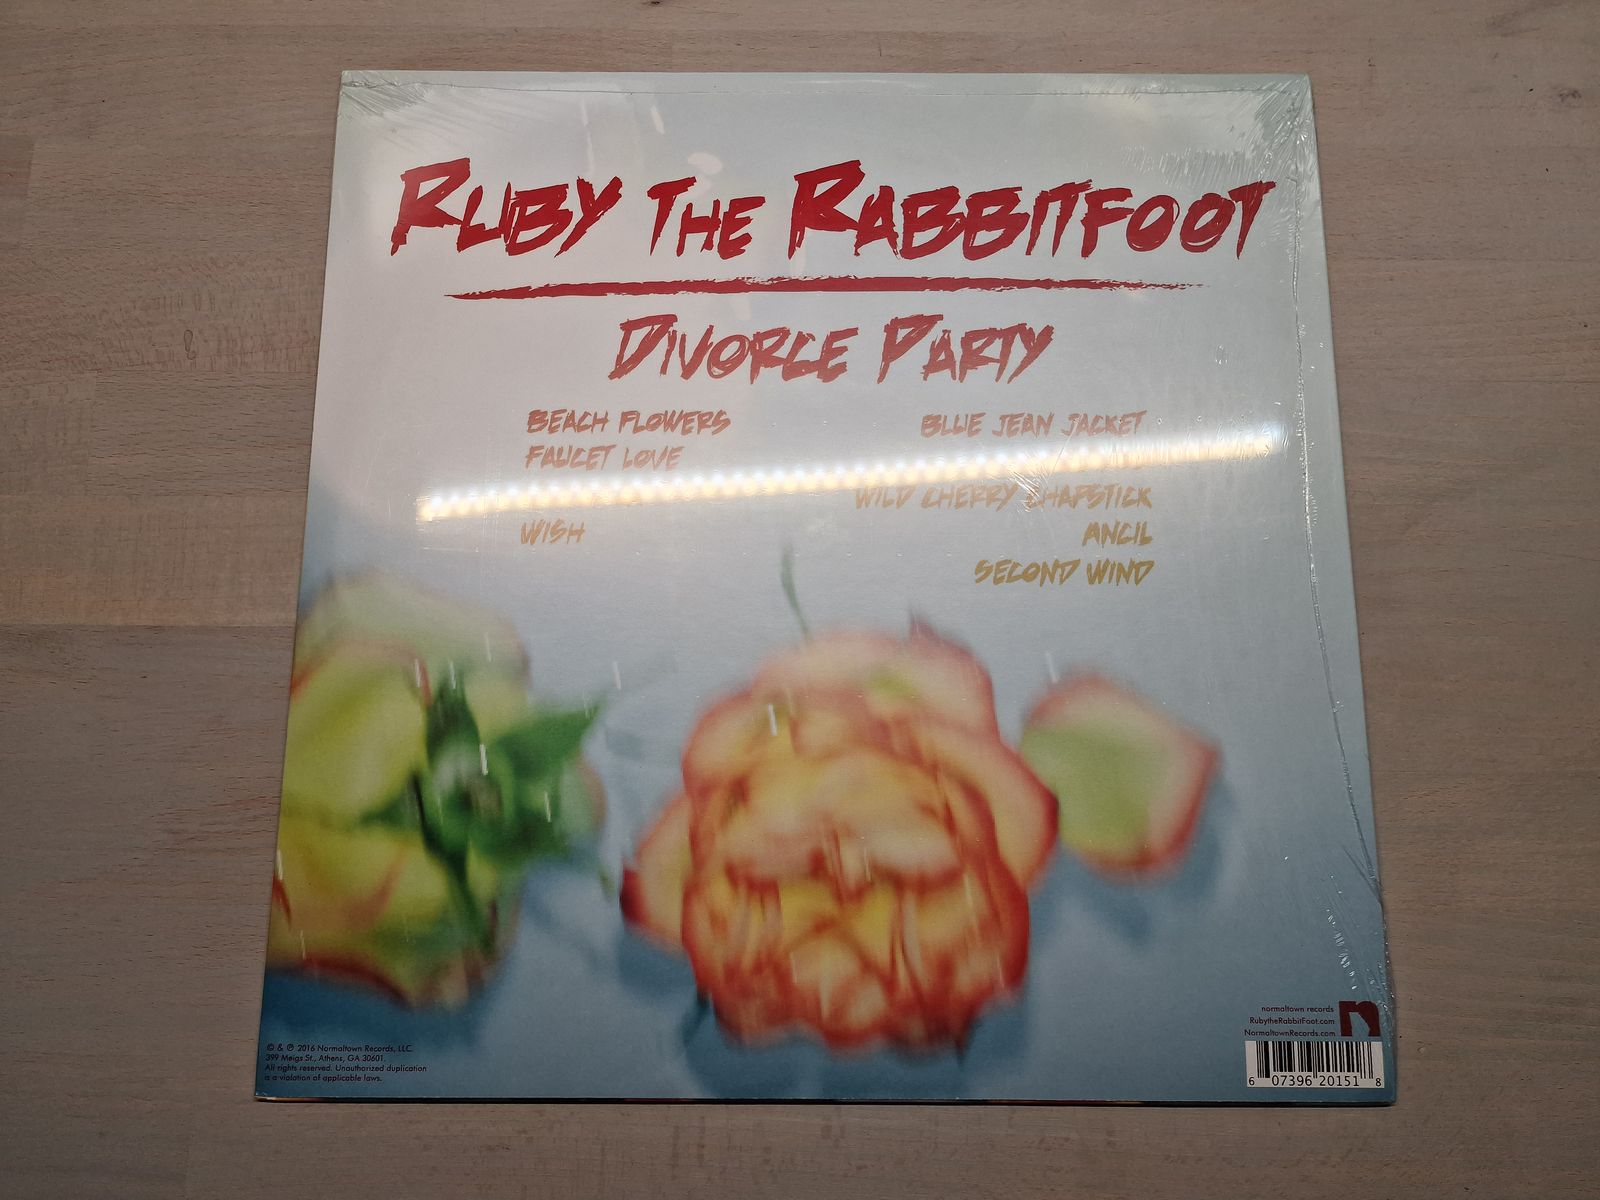 RUBY THE RABBITFOOT
DIVORCE PARTY
BEACH FLOWERS
FAUCET LOVE
WISH
BLUE JEAN JACKET
WILD CHERRY CHAPSTICK
ANCIL
SECOND WIND
© & ℗ 2016 Normaltown Records, LLC.
399 Meigs St., Athens, GA 30601.
All rights reserved. Unauthorized duplication
is a violation of applicable laws.
normaltown records
RubytheRabbitFoot.com
NormaltownRecords.com
n
6 07396 20151 8